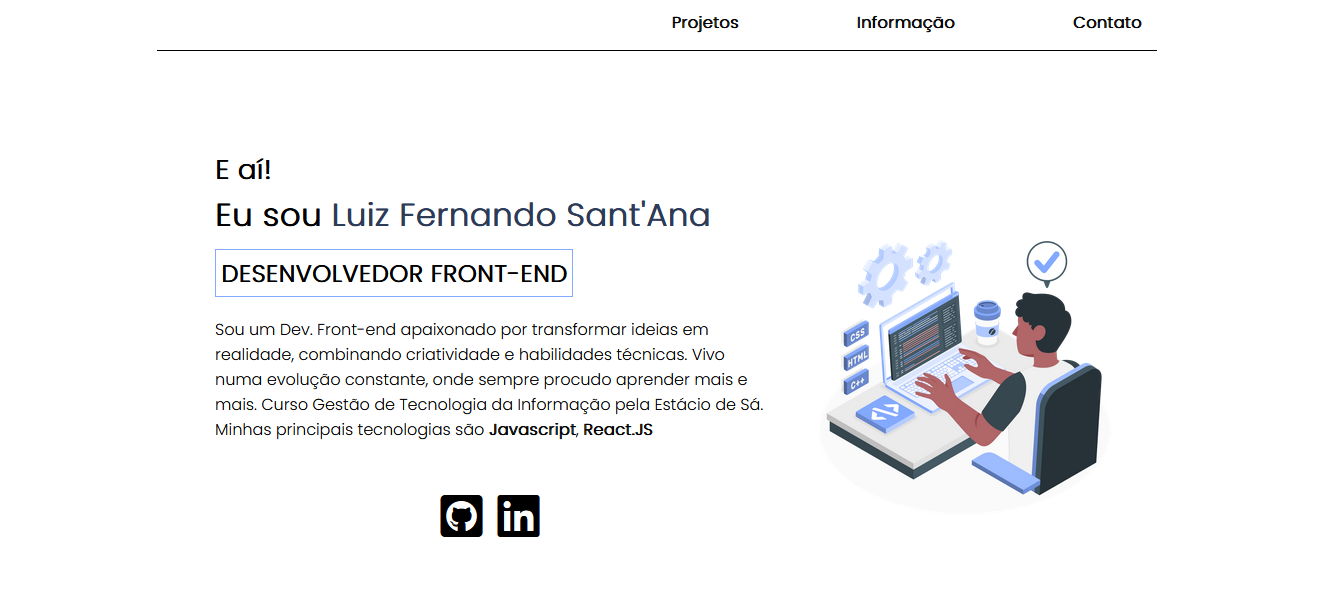 Projetos Informação Contato
E aí!
Eu sou Luiz Fernando Sant'Ana
DESENVOLVEDOR FRONT-END
Sou um Dev. Front-end apaixonado por transformar ideias em
realidade, combinando criatividade e habilidades técnicas. Vivo
numa evolução constante, onde sempre procudo aprender mais e
mais. Curso Gestão de Tecnologia da Informação pela Estácio de Sá.
Minhas principais tecnologias são Javascript, React.JS
CSS
HTML
C++
</>
in